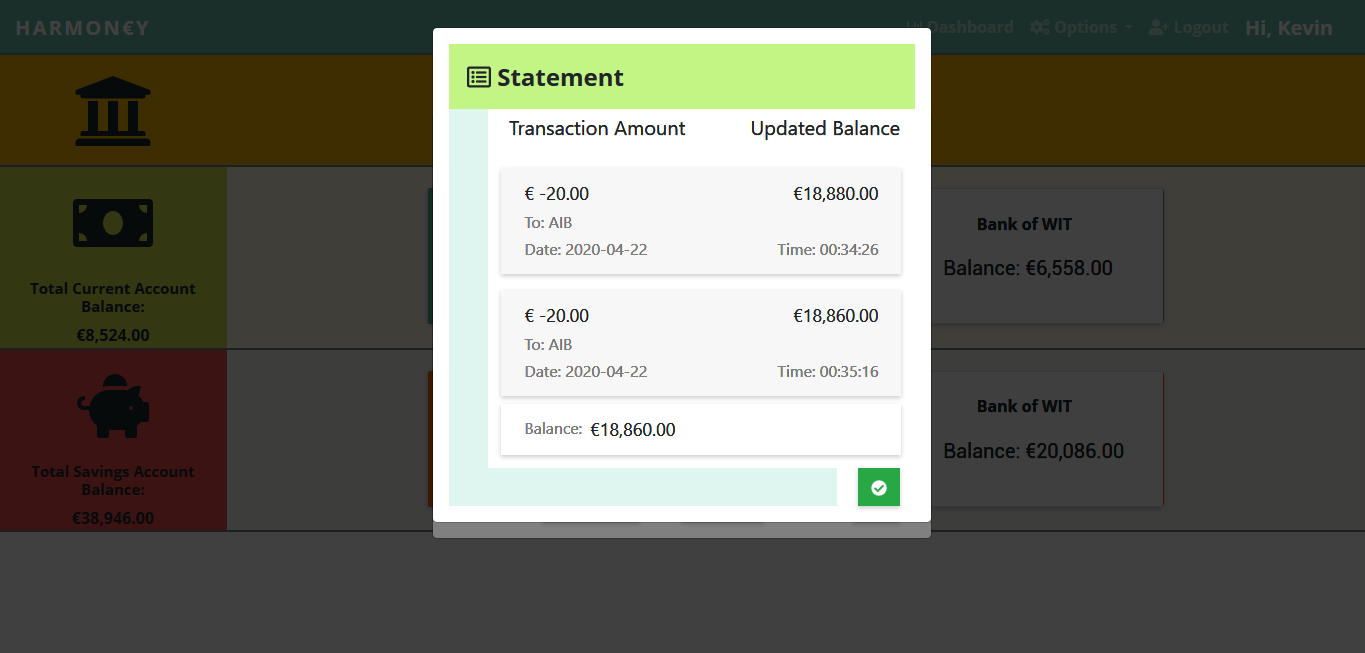 HARMON€Y
Dashboard
Options
Logout
Hi, Kevin
Statement
Transaction Amount
Updated Balance
€ -20.00
€18,880.00
To: AIB
Date: 2020-04-22
Time: 00:34:26
€ -20.00
€18,860.00
To: AIB
Date: 2020-04-22
Time: 00:35:16
Balance: €18,860.00
Total Current Account
Balance:
€8,524.00
Bank of WIT
Balance: €6,558.00
Total Savings Account
Balance:
€38,946.00
Bank of WIT
Balance: €20,086.00